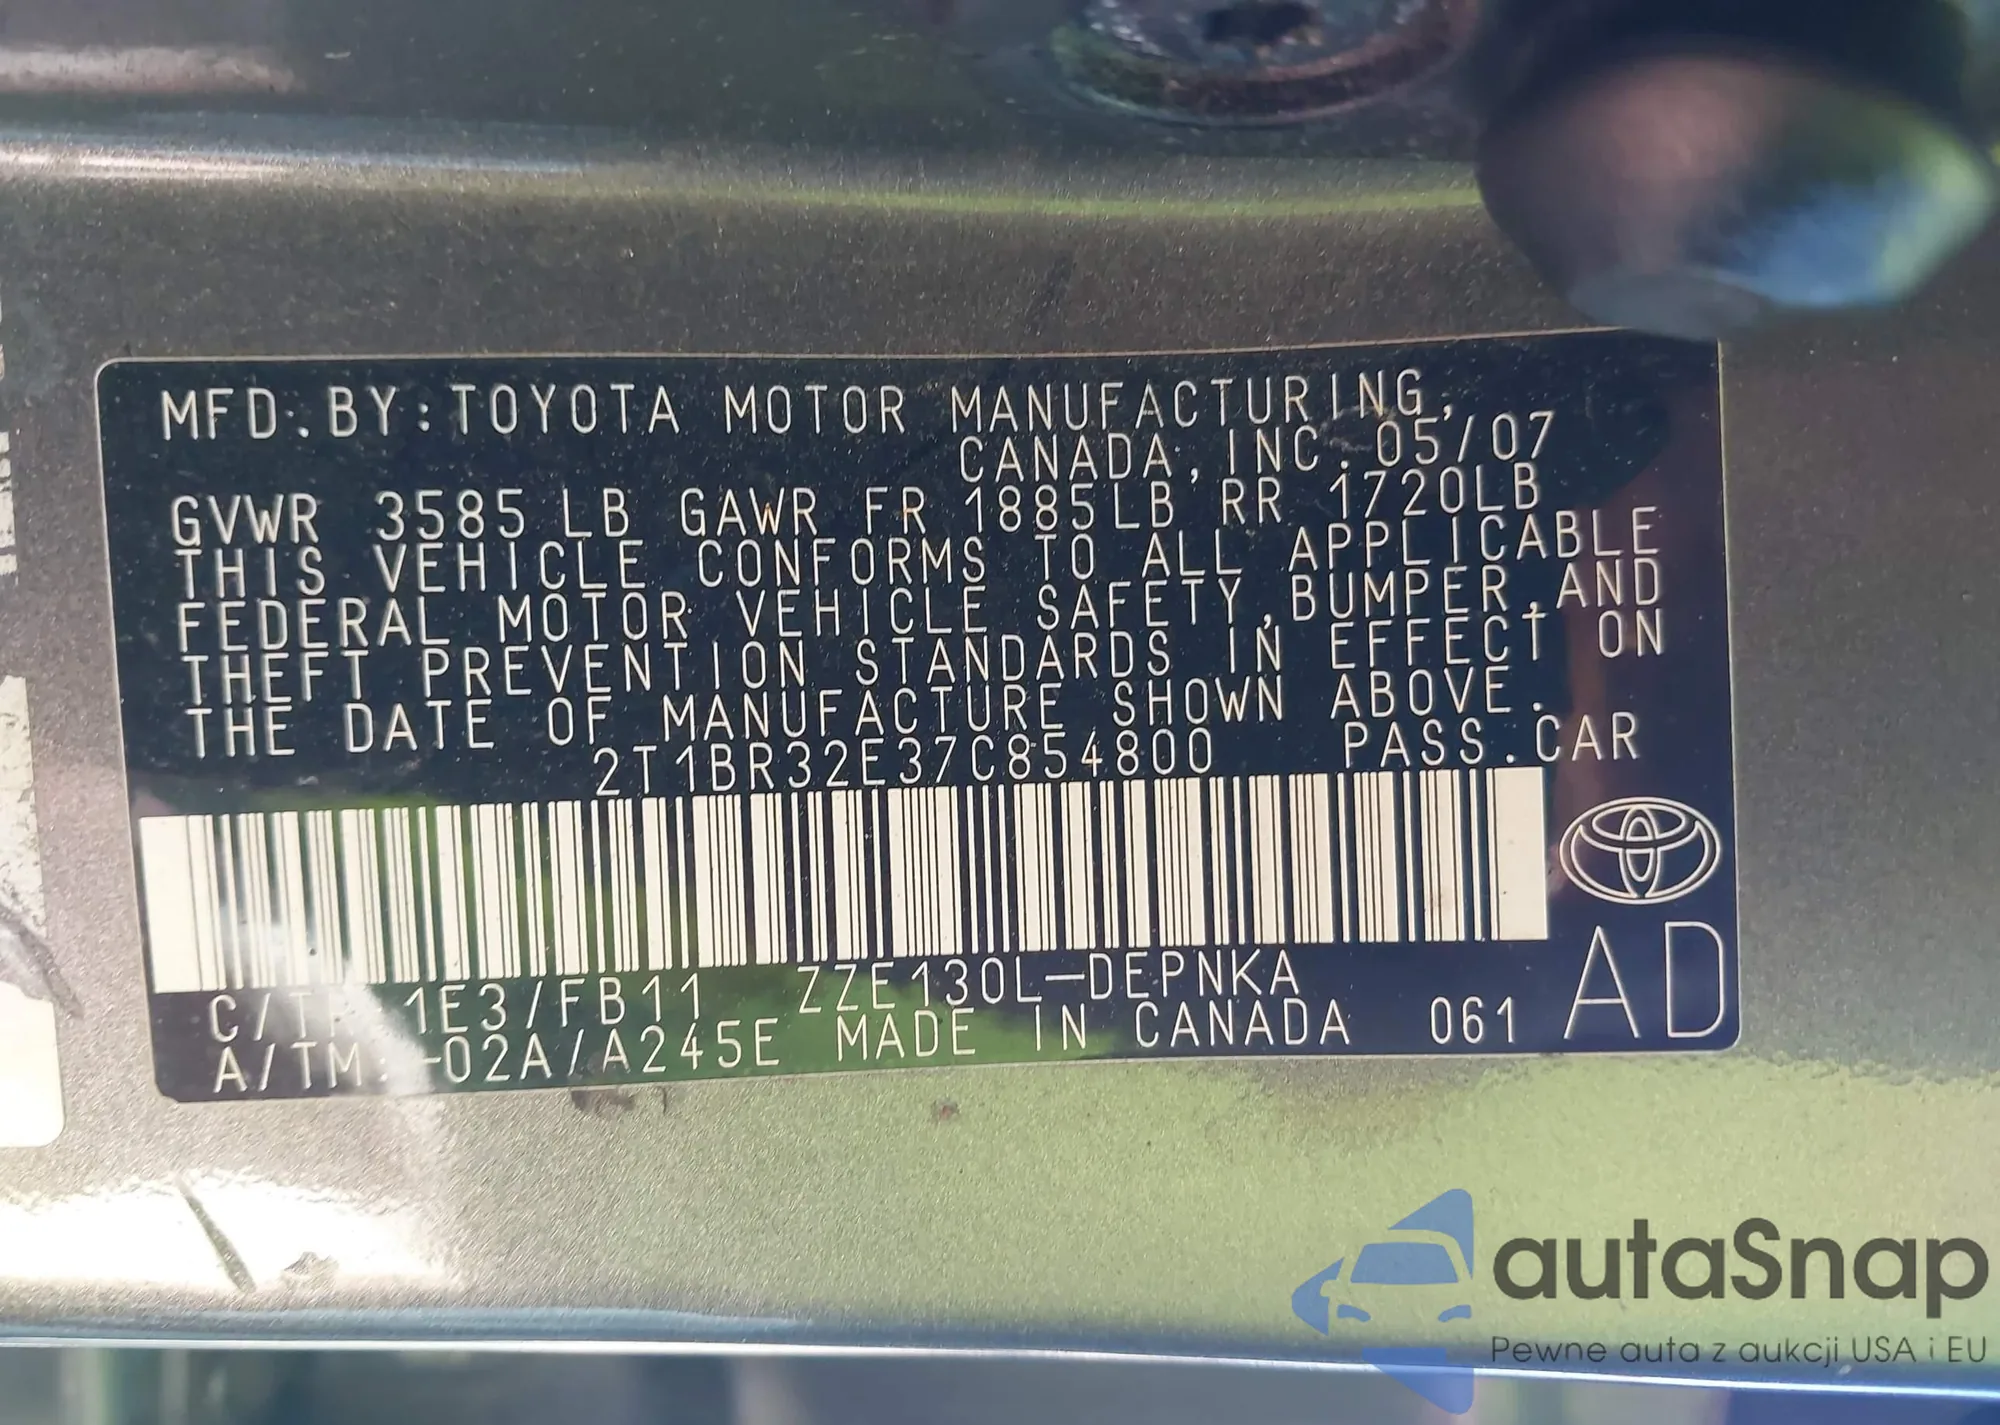 MFD. BY: TOYOTA MOTOR MANUFACTURING,
CANADA, INC. 05/07
GVWR 3585 LB GAWR FR 1885LB RR 1720LB
THIS VEHICLE CONFORMS TO ALL APPLICABLE
FEDERAL MOTOR VEHICLE SAFETY, BUMPER, AND
THEFT PREVENTION STANDARDS IN EFFECT ON
THE DATE OF MANUFACTURE SHOWN ABOVE.
2T1BR32E37C854800 PASS. CAR
C/TR 1E3/FB11 ZZE130L-DEPNKA
A/TM: -02A/A245E MADE IN CANADA 061
AD
autaSnap
Pewne auta z aukcji USA i EU